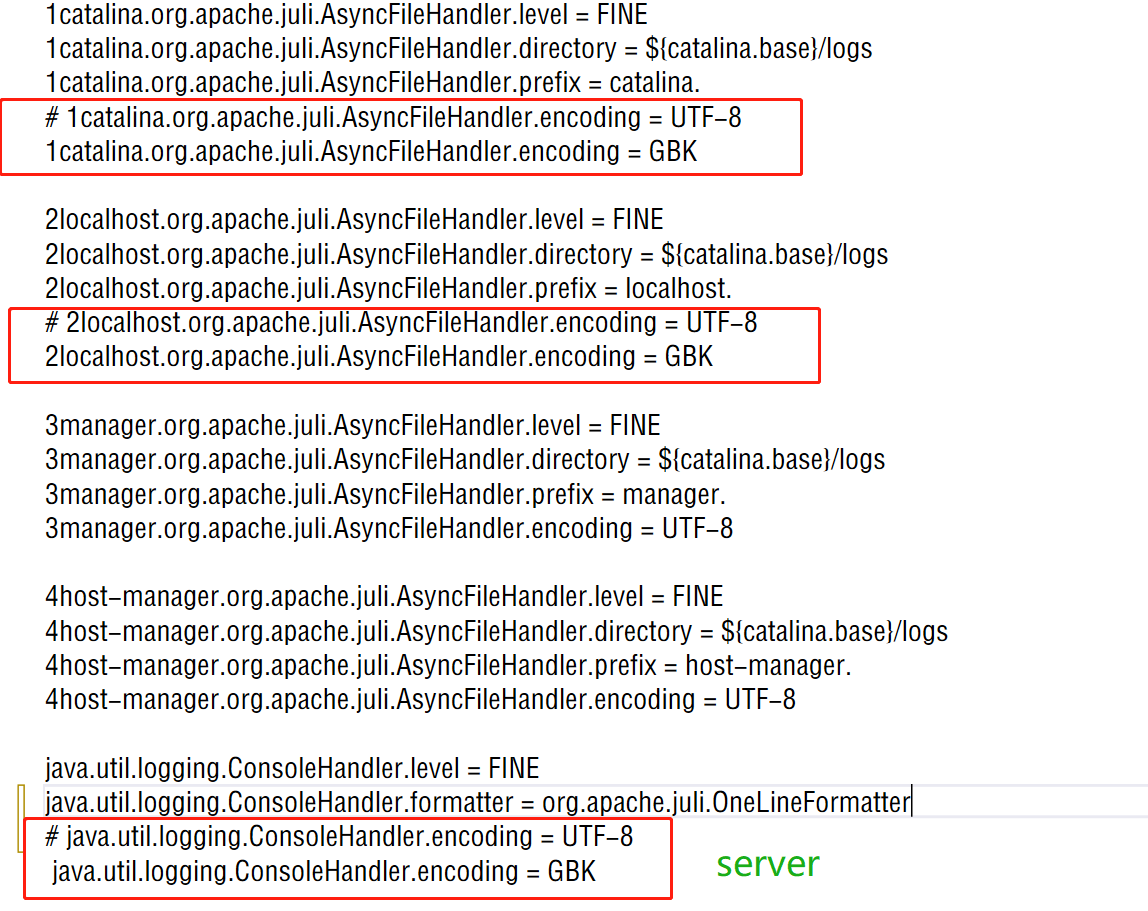 1catalina.org.apache.juli.AsyncFileHandler.level = FINE
1catalina.org.apache.juli.AsyncFileHandler.directory = ${catalina.base}/logs
1catalina.org.apache.juli.AsyncFileHandler.prefix = catalina.
# 1catalina.org.apache.juli.AsyncFileHandler.encoding = UTF-8
1catalina.org.apache.juli.AsyncFileHandler.encoding = GBK
2localhost.org.apache.juli.AsyncFileHandler.level = FINE
2localhost.org.apache.juli.AsyncFileHandler.directory = ${catalina.base}/logs
2localhost.org.apache.juli.AsyncFileHandler.prefix = localhost.
# 2localhost.org.apache.juli.AsyncFileHandler.encoding = UTF-8
2localhost.org.apache.juli.AsyncFileHandler.encoding = GBK
3manager.org.apache.juli.AsyncFileHandler.level = FINE
3manager.org.apache.juli.AsyncFileHandler.directory = ${catalina.base}/logs
3manager.org.apache.juli.AsyncFileHandler.prefix = manager.
3manager.org.apache.juli.AsyncFileHandler.encoding = UTF-8
4host-manager.org.apache.juli.AsyncFileHandler.level = FINE
4host-manager.org.apache.juli.AsyncFileHandler.directory = ${catalina.base}/logs
4host-manager.org.apache.juli.AsyncFileHandler.prefix = host-manager.
4host-manager.org.apache.juli.AsyncFileHandler.encoding = UTF-8
java.util.logging.ConsoleHandler.level = FINE
java.util.logging.ConsoleHandler.formatter = org.apache.juli.OneLineFormatter
# java.util.logging.ConsoleHandler.encoding = UTF-8
java.util.logging.ConsoleHandler.encoding = GBK
server